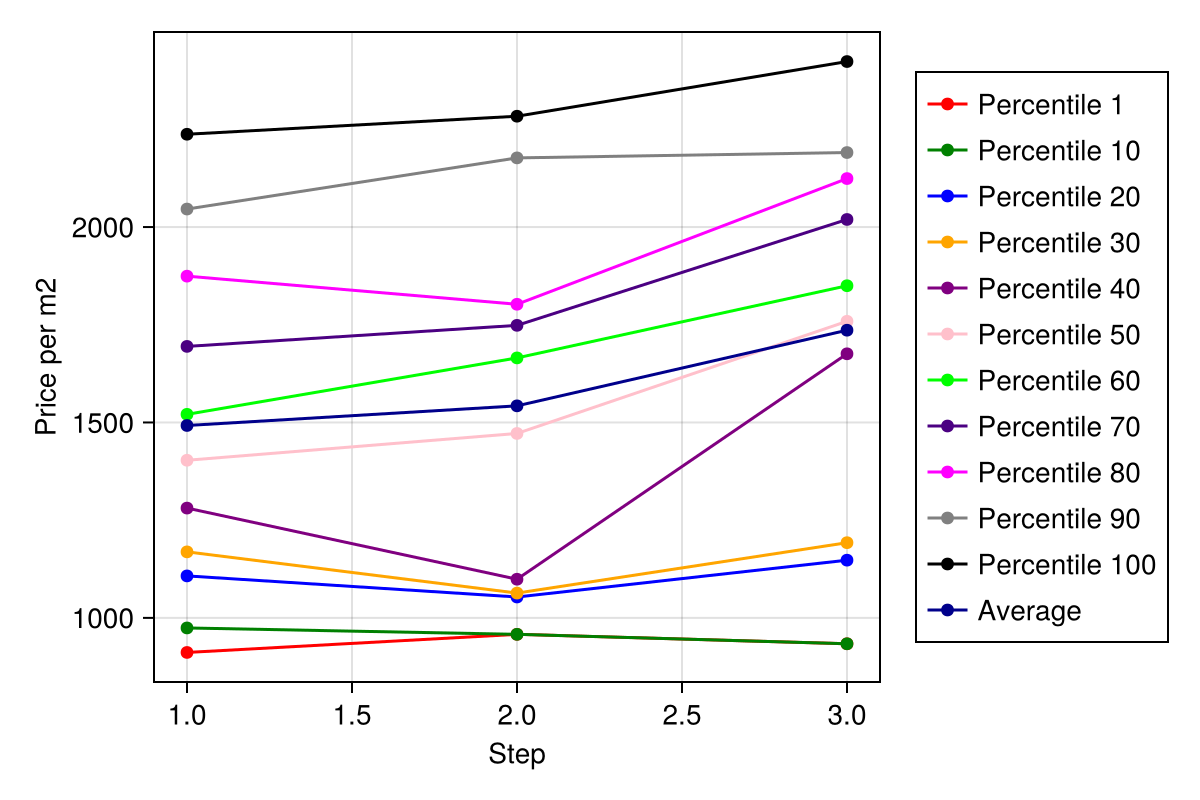 Price per m2
2000
1500
1000
1.0
1.5
2.0
2.5
3.0
Step
Percentile 1
Percentile 10
Percentile 20
Percentile 30
Percentile 40
Percentile 50
Percentile 60
Percentile 70
Percentile 80
Percentile 90
Percentile 100
Average